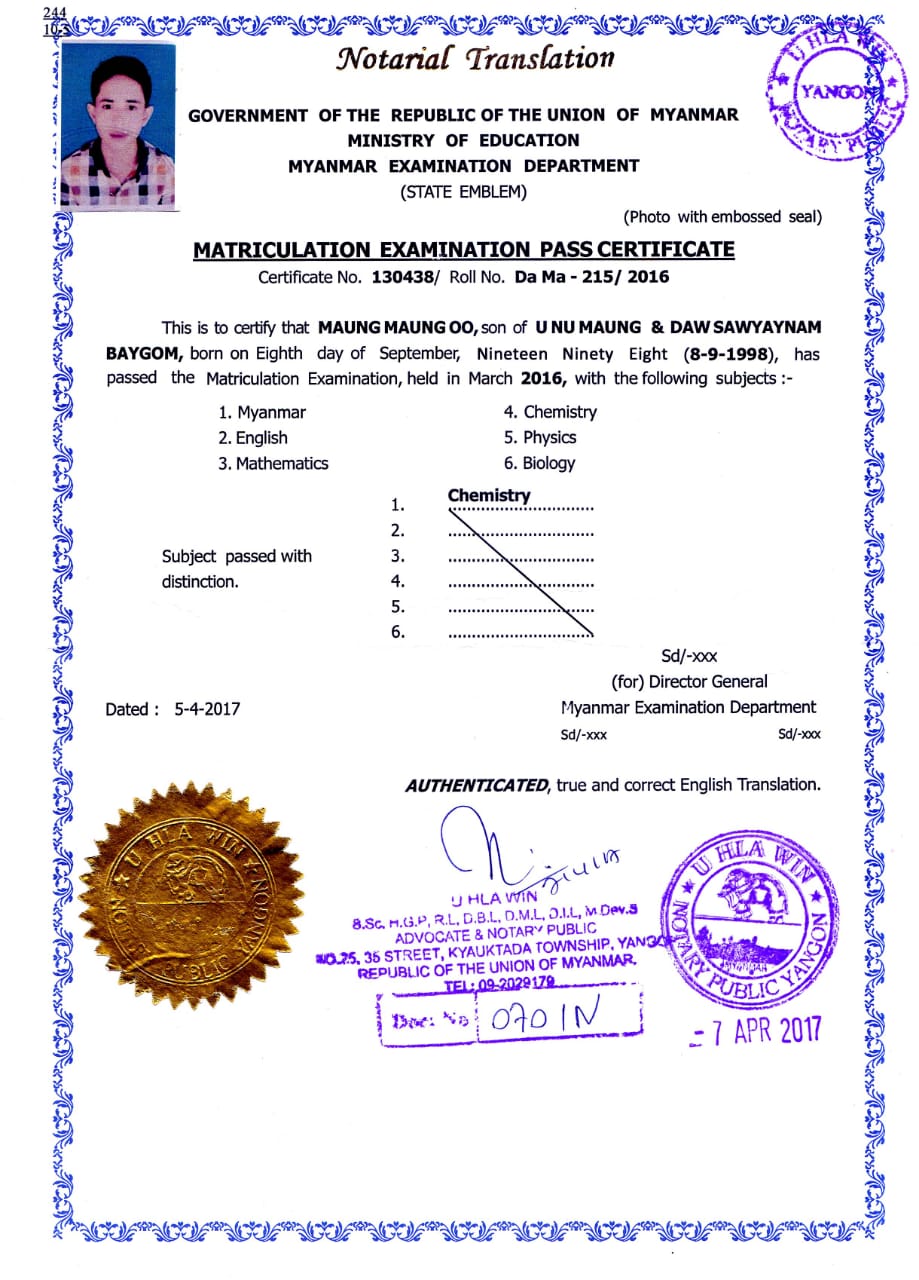 244
10-3
Notarial Translation
U HLA WIN
YANGON
NOTARY PUBLIC
GOVERNMENT OF THE REPUBLIC OF THE UNION OF MYANMAR
MINISTRY OF EDUCATION
MYANMAR EXAMINATION DEPARTMENT
(STATE EMBLEM)
(Photo with embossed seal)
MATRICULATION EXAMINATION PASS CERTIFICATE
Certificate No. 130438/ Roll No. Da Ma - 215/ 2016
This is to certify that MAUNG MAUNG OO, son of U NU MAUNG & DAW SAWYAYNAM
BAYGOM, born on Eighth day of September, Nineteen Ninety Eight (8-9-1998), has
passed the Matriculation Examination, held in March 2016, with the following subjects :-
1. Myanmar
2. English
3. Mathematics
4. Chemistry
5. Physics
6. Biology
Subject passed with
distinction.
1. Chemistry
2. ..............................
3. ..............................
4. ..............................
5. ..............................
6. ..............................
Sd/-xxx
(for) Director General
Dated : 5-4-2017
Myanmar Examination Department
Sd/-xxx Sd/-xxx
AUTHENTICATED, true and correct English Translation.
U HLA WIN YANGON
PUBLIC
U HLA WIN
B.Sc, H.G.P, R.L, D.B.L, D.M.L, D.I.L, M.Dev.S
ADVOCATE & NOTARY PUBLIC
NO.25, 35 STREET, KYAUKTADA TOWNSHIP, YANGON
REPUBLIC OF THE UNION OF MYANMAR.
TEL: 09-2029179
Doc: No 070 IN
U HLA WIN
MYANMAR
NOTARY PUBLIC YANGON
- 7 APR 2017